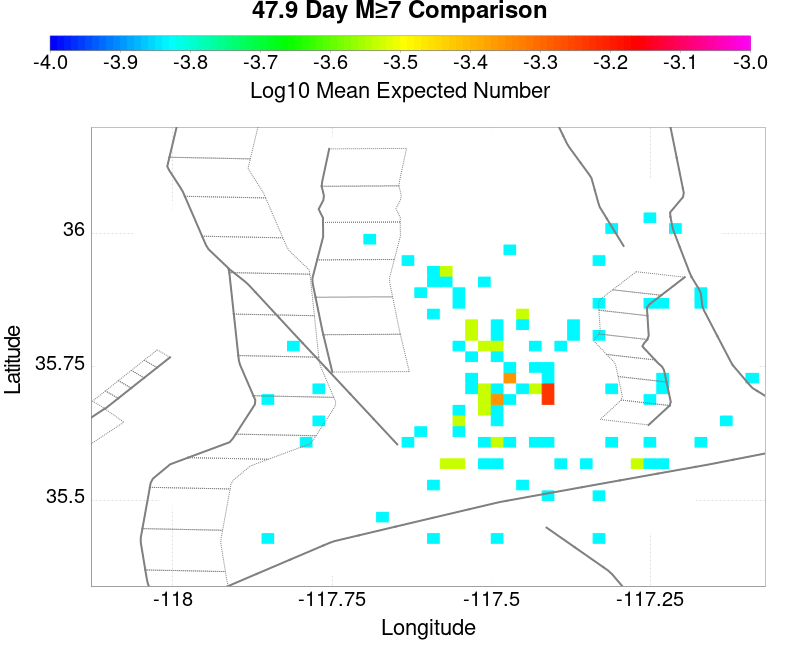 47.9 Day M≥7 Comparison
-4.0 -3.9 -3.8 -3.7 -3.6 -3.5 -3.4 -3.3 -3.2 -3.1 -3.0
Log10 Mean Expected Number
36
35.75
35.5
Latitude
-118 -117.75 -117.5 -117.25
Longitude